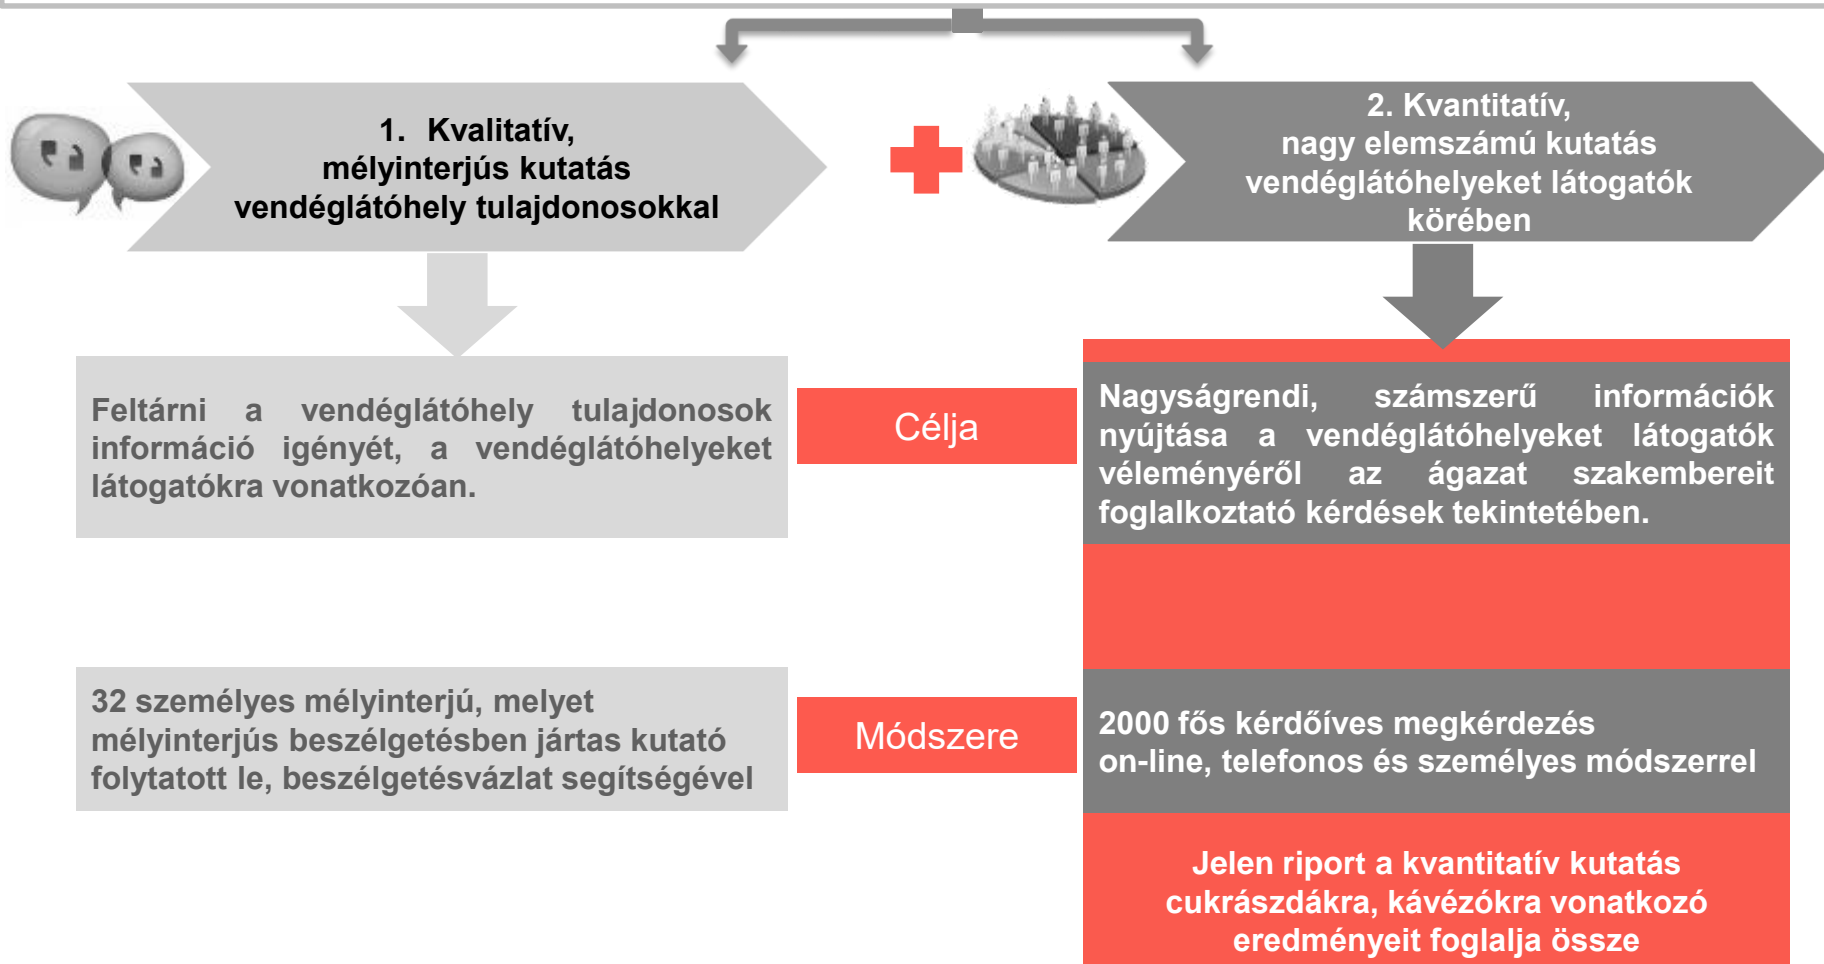 1. Kvalitatív,
mélyinterjús kutatás
vendéglátóhely tulajdonosokkal
2. Kvantitatív,
nagy elemszámú kutatás
vendéglátóhelyeket látogatók
körében
Feltárni a vendéglátóhely tulajdonosok
információ igényét, a vendéglátóhelyeket
látogatókra vonatkozóan.
Célja
Nagyságrendi, számszerű információk
nyújtása a vendéglátóhelyeket látogatók
véleményéről az ágazat szakembereit
foglalkoztató kérdések tekintetében.
32 személyes mélyinterjú, melyet
mélyinterjús beszélgetésben jártas kutató
folytatott le, beszélgetésvázlat segítségével
Módszere
2000 fős kérdőíves megkérdezés
on-line, telefonos és személyes módszerrel
Jelen riport a kvantitatív kutatás
cukrászdákra, kávézókra vonatkozó
eredményeit foglalja össze